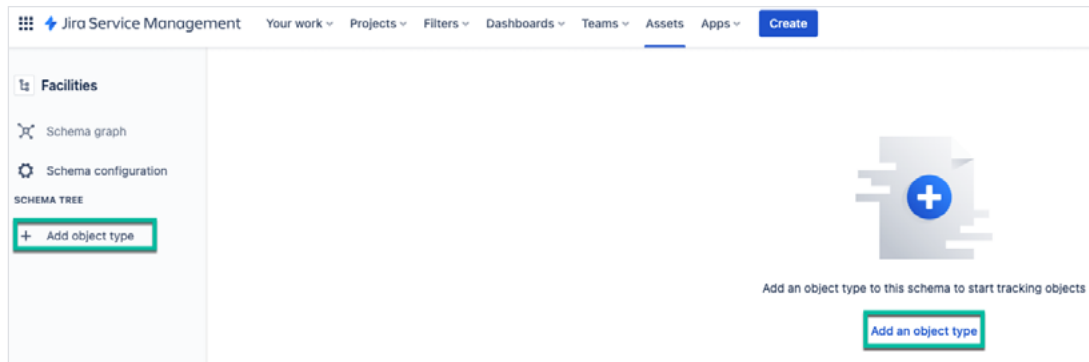 Jira Service Management Your work Projects Filters Dashboards Teams Assets Apps Create
Facilities
Schema graph
Schema configuration
SCHEMA TREE
+ Add object type
Add an object type to this schema to start tracking objects
Add an object type